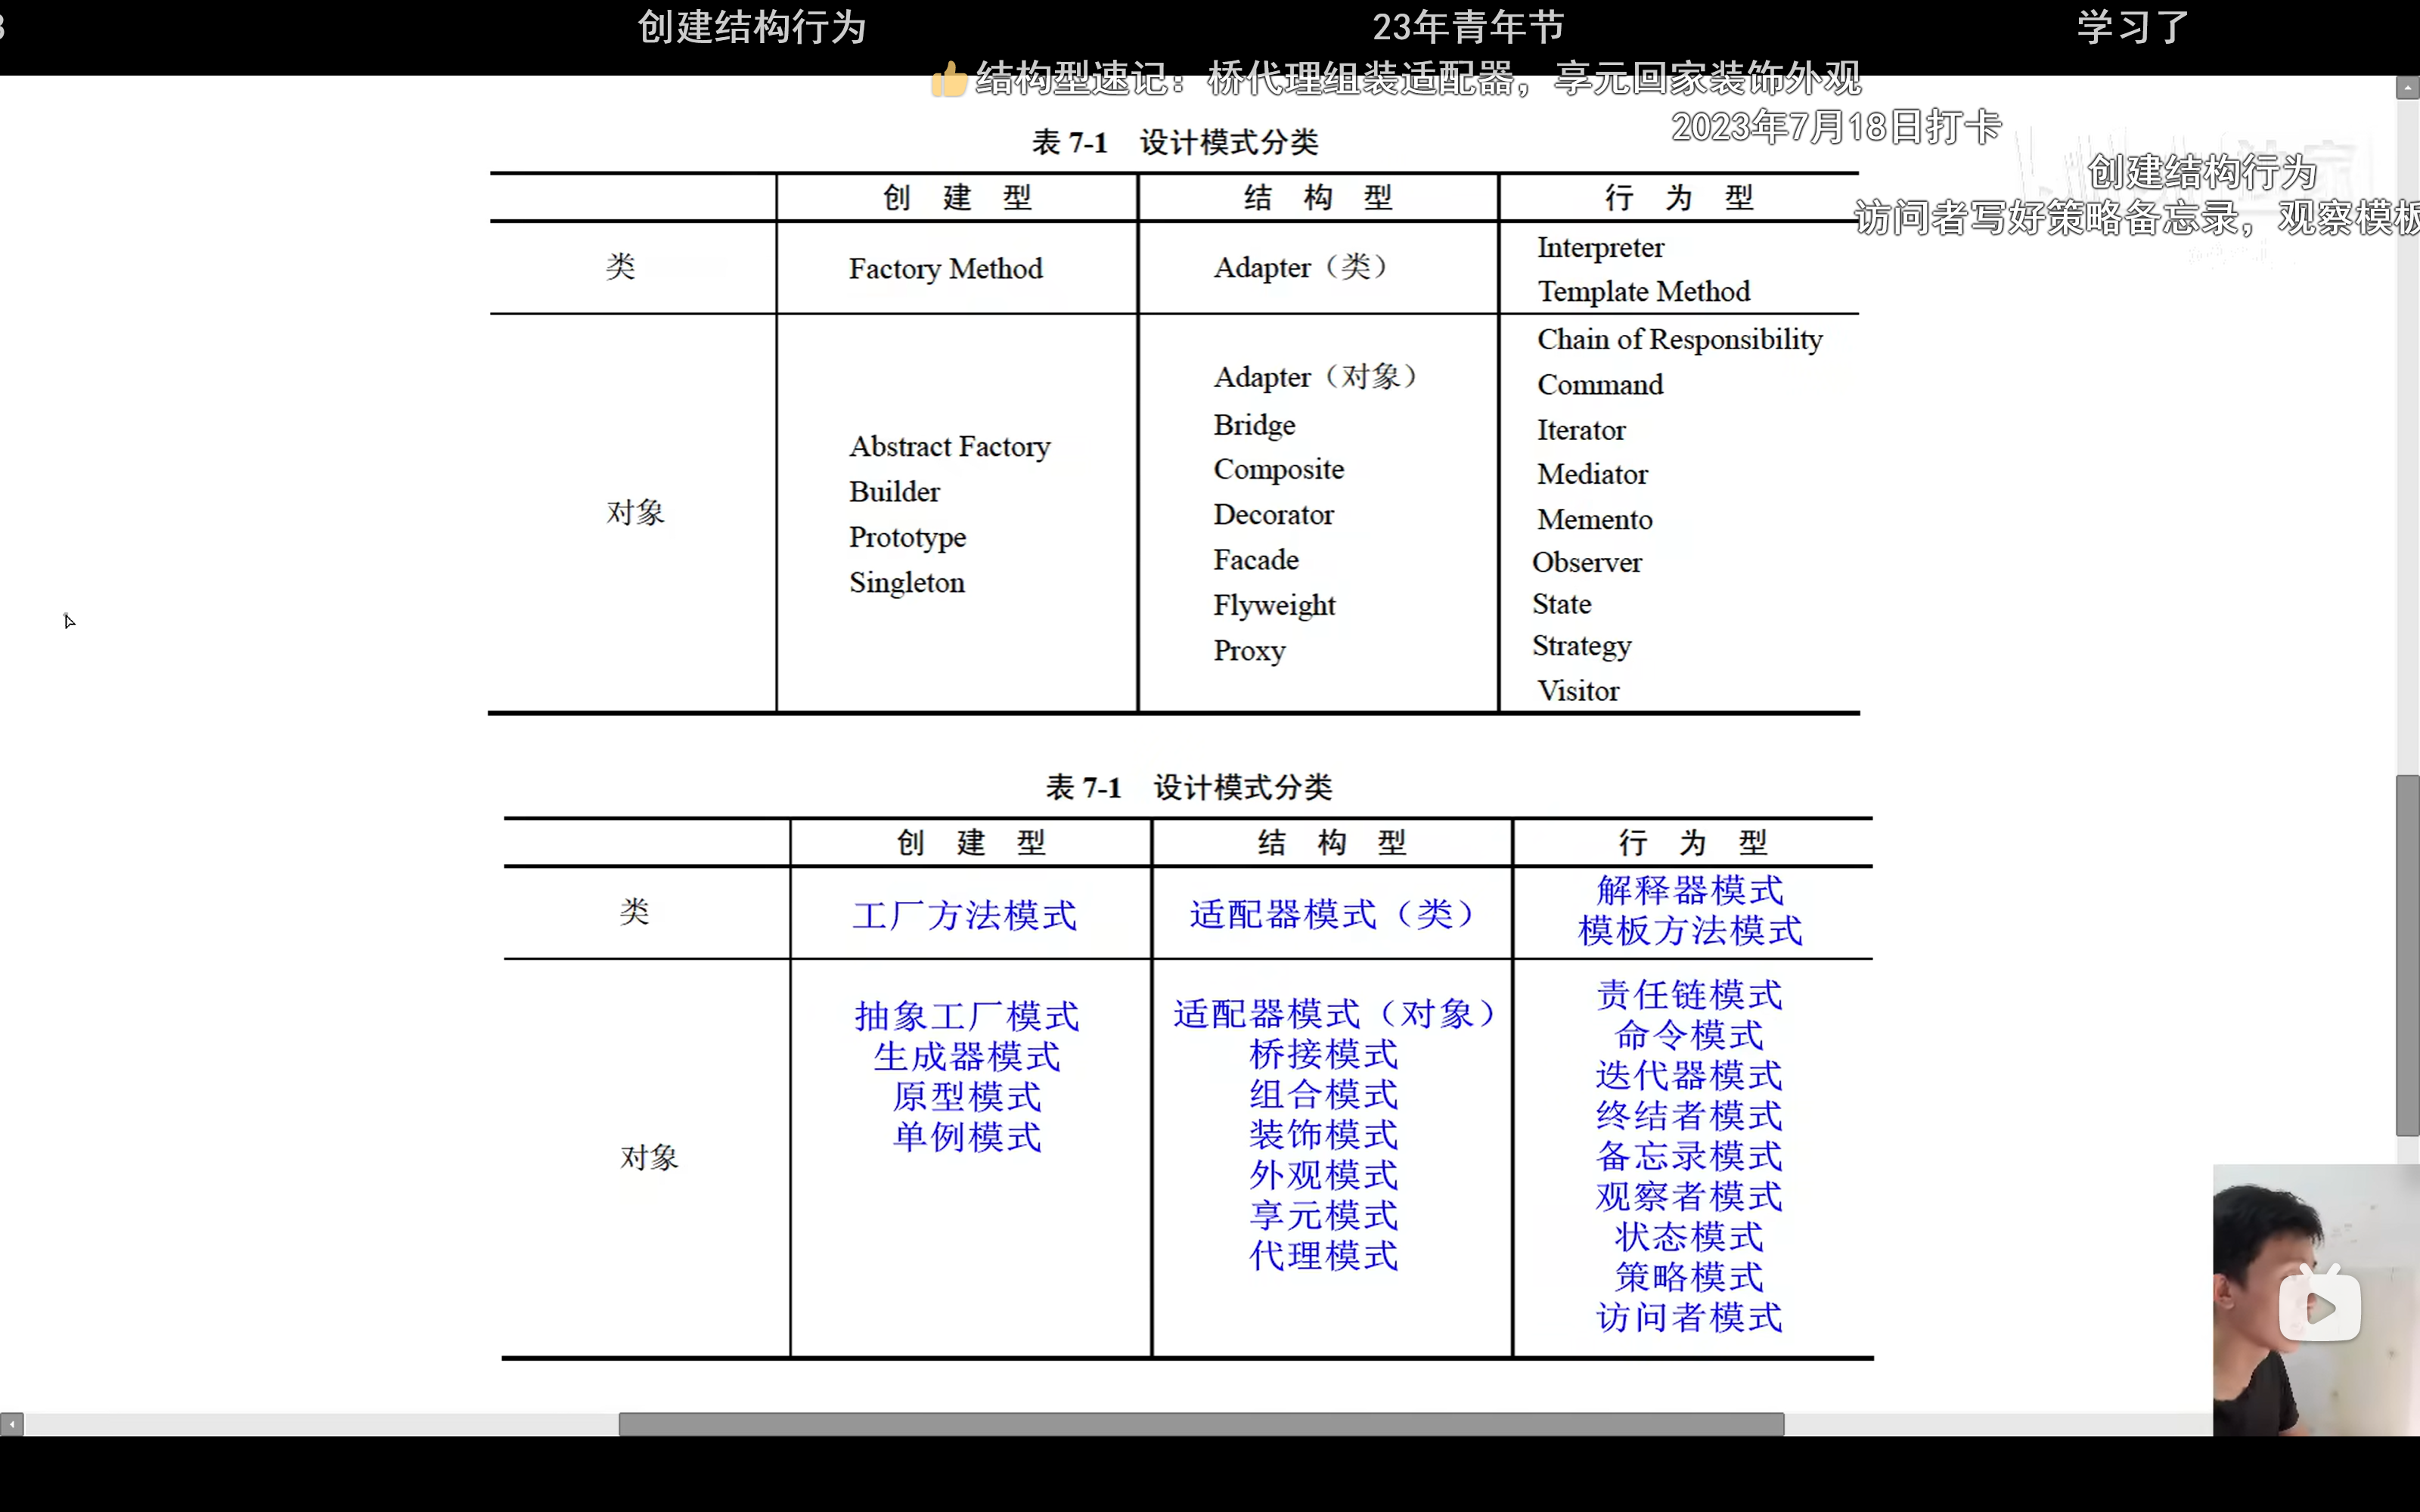 创建结构行为
23年青年节
学习了
👍结构型速记：桥代理组装适配器，享元回家装饰外观
2023年7月18日打卡
创建结构行为
访问者写好策略备忘录，观察模板
表 7-1 设计模式分类
创 建 型
结 构 型
行 为 型
类
Factory Method
Adapter（类）
Interpreter
Template Method
对象
Abstract Factory
Builder
Prototype
Singleton
Adapter（对象）
Bridge
Composite
Decorator
Facade
Flyweight
Proxy
Chain of Responsibility
Command
Iterator
Mediator
Memento
Observer
State
Strategy
Visitor
表 7-1 设计模式分类
创 建 型
结 构 型
行 为 型
类
工厂方法模式
适配器模式（类）
解释器模式
模板方法模式
对象
抽象工厂模式
生成器模式
原型模式
单例模式
适配器模式（对象）
桥接模式
组合模式
装饰模式
外观模式
享元模式
代理模式
责任链模式
命令模式
迭代器模式
终结者模式
备忘录模式
观察者模式
状态模式
策略模式
访问者模式